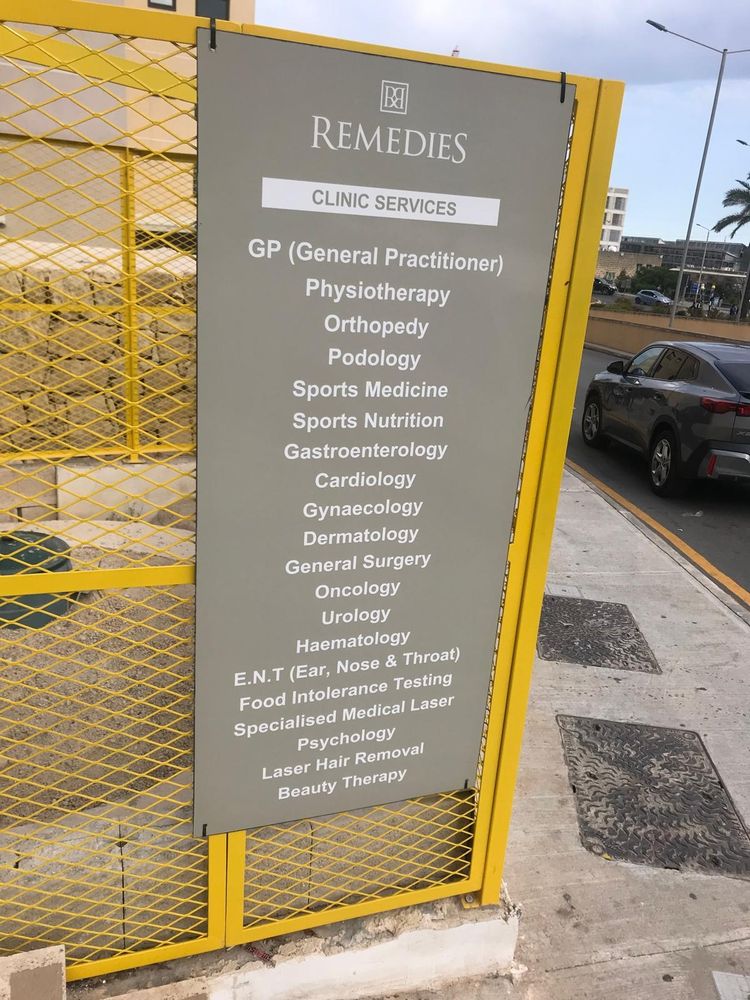 REMEDIES
CLINIC SERVICES
GP (General Practitioner)
Physiotherapy
Orthopedy
Podology
Sports Medicine
Sports Nutrition
Gastroenterology
Cardiology
Gynaecology
Dermatology
General Surgery
Oncology
Urology
Haematology
E.N.T (Ear, Nose & Throat)
Food Intolerance Testing
Specialised Medical Laser
Psychology
Laser Hair Removal
Beauty Therapy